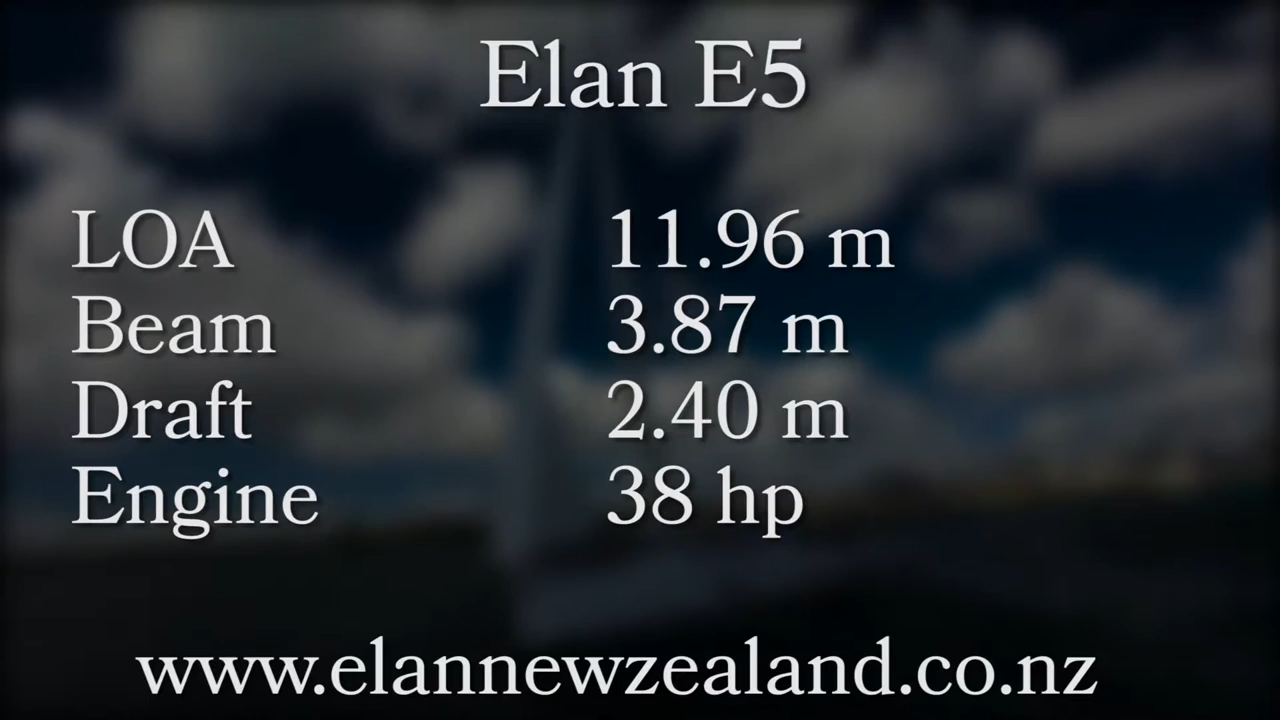 Elan E5
LOA 11.96 m
Beam 3.87 m
Draft 2.40 m
Engine 38 hp
www.elannewzealand.co.nz